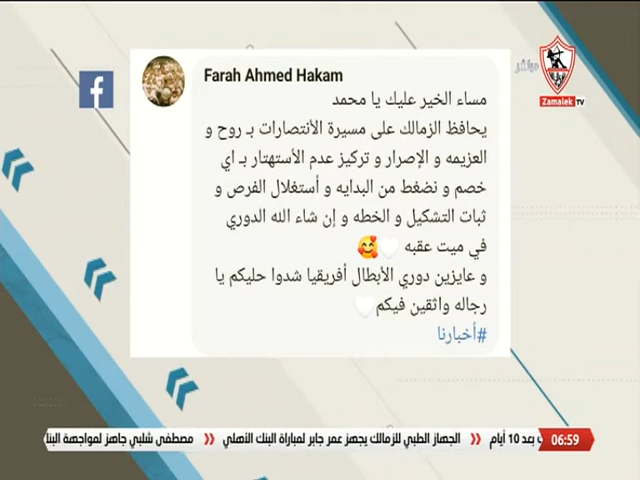 Farah Ahmed Hakam
مساء الخير عليك يا محمد
يحافظ الزمالك على مسيرة الأنتصارات بـ روح و
العزيمه و الإصرار و تركيز عدم الأستهتار بـ اي
خصم و نضغط من البدايه و أستغلال الفرص و
ثبات التشكيل و الخطه و إن شاء الله الدوري
في ميت عقبه 🤍🥰
و عايزين دوري الأبطال أفريقيا شدوا حليكم يا
رجاله واثقين فيكم🤍
#أخبارنا
مباشر
Zamalek TV
06:59
بعد 10 أيام » الجهاز الطبي للزمالك يجهز عمر جابر لمباراة البنك الأهلي » مصطفى شلبي جاهز لمواجهة